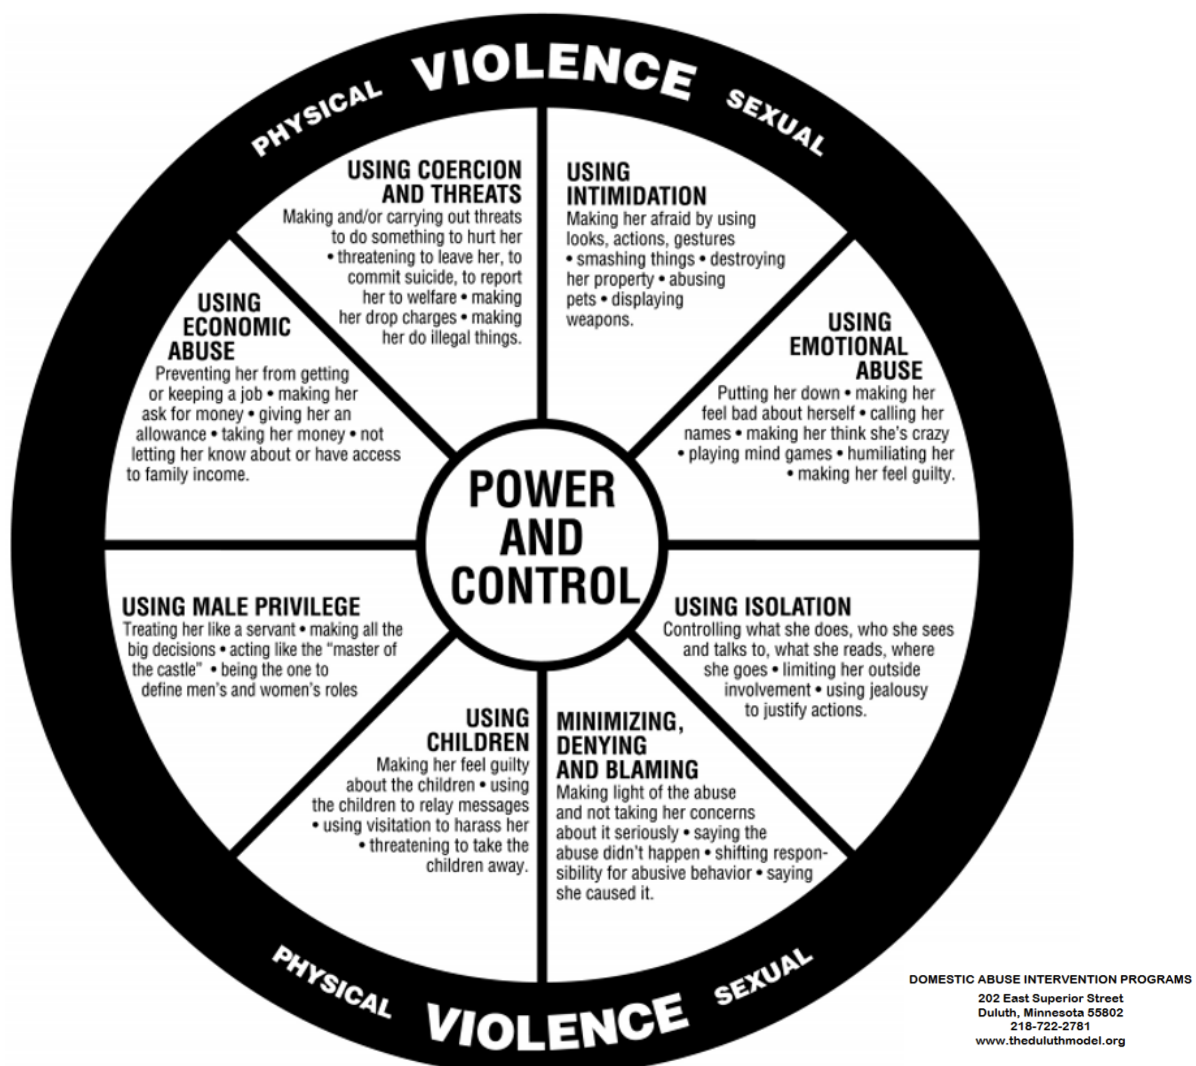 PHYSICAL VIOLENCE SEXUAL
USING COERCION
AND THREATS
Making and/or carrying out threats
to do something to hurt her
• threatening to leave her, to
commit suicide, to report
her to welfare • making
her drop charges • making
her do illegal things.
USING
INTIMIDATION
Making her afraid by using
looks, actions, gestures
• smashing things • destroying
her property • abusing
pets • displaying
weapons.
USING
EMOTIONAL
ABUSE
Putting her down • making her
feel bad about herself • calling her
names • making her think she's crazy
• playing mind games • humiliating her
• making her feel guilty.
USING ISOLATION
Controlling what she does, who she sees
and talks to, what she reads, where
she goes • limiting her outside
involvement • using jealousy
to justify actions.
MINIMIZING,
DENYING
AND BLAMING
Making light of the abuse
and not taking her concerns
about it seriously • saying the
abuse didn't happen • shifting respon-
sibility for abusive behavior • saying
she caused it.
USING
CHILDREN
Making her feel guilty
about the children • using
the children to relay messages
• using visitation to harass her
• threatening to take the
children away.
USING MALE PRIVILEGE
Treating her like a servant • making all the
big decisions • acting like the "master of
the castle" • being the one to
define men's and women's roles
USING
ECONOMIC
ABUSE
Preventing her from getting
or keeping a job • making her
ask for money • giving her an
allowance • taking her money • not
letting her know about or have access
to family income.
POWER
AND
CONTROL
PHYSICAL VIOLENCE SEXUAL
DOMESTIC ABUSE INTERVENTION PROGRAMS
202 East Superior Street
Duluth, Minnesota 55802
218-722-2781
www.theduluthmodel.org